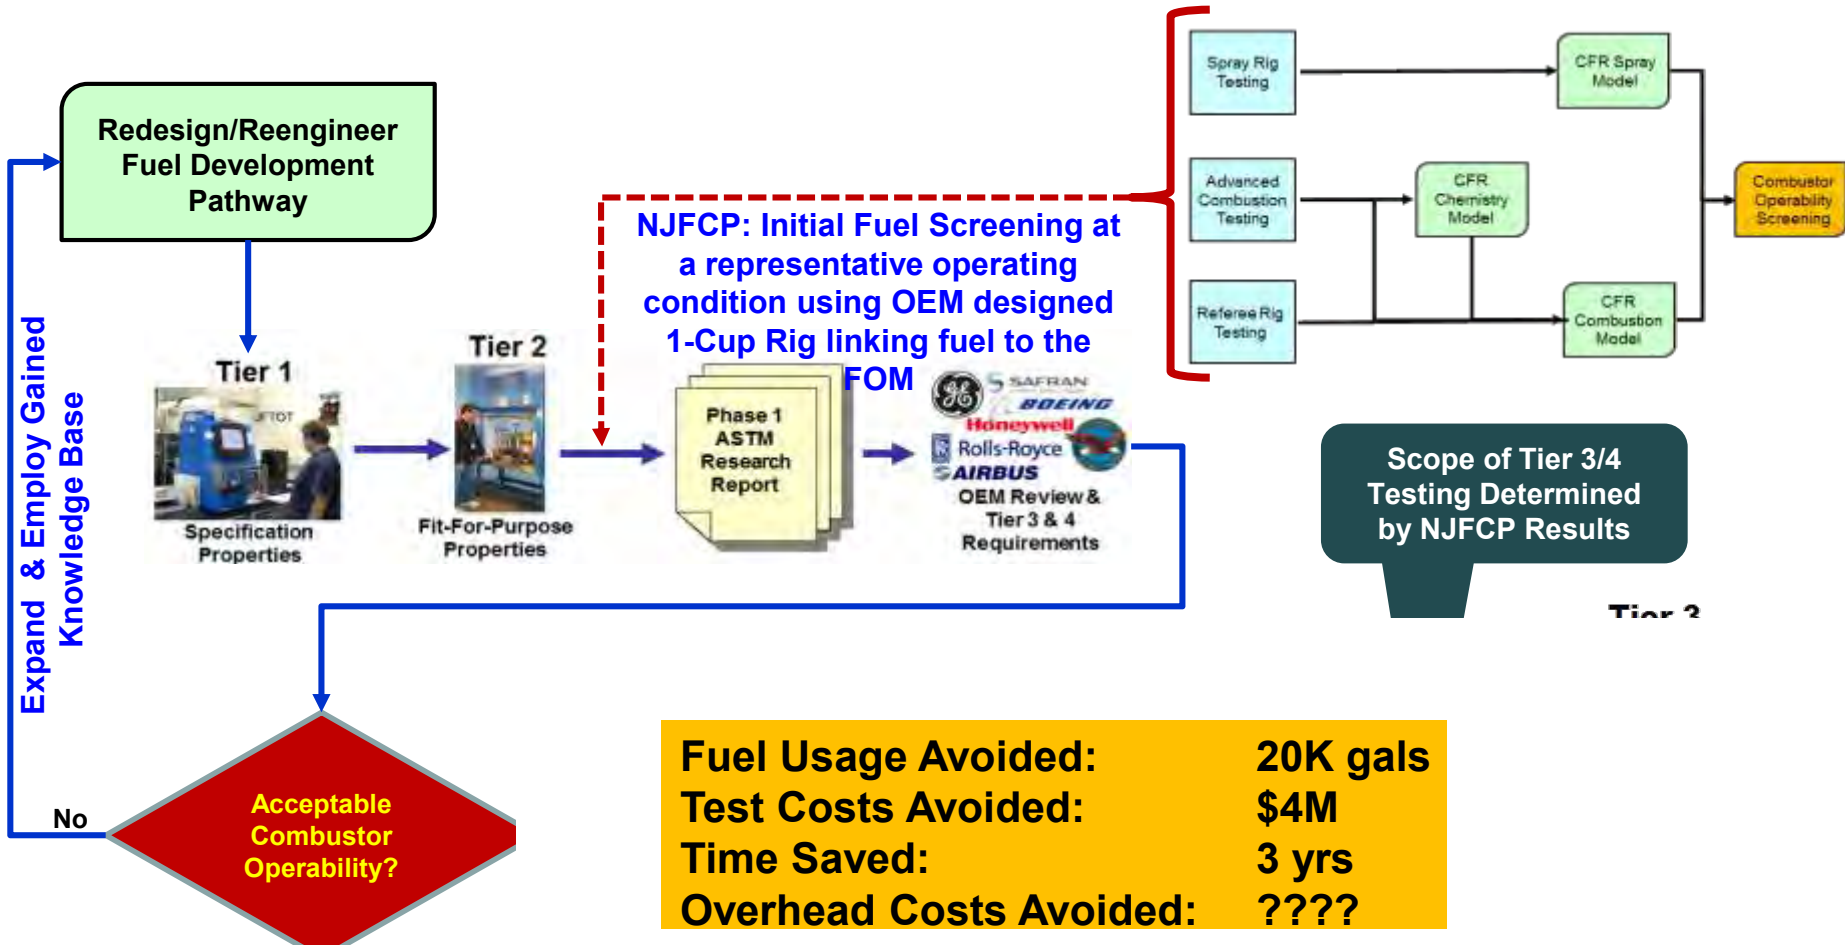 Redesign/Reengineer
Fuel Development
Pathway
Expand & Employ Gained
Knowledge Base
Tier 1
JFTOT
Specification
Properties
Tier 2
Fit-For-Purpose
Properties
NJFCP: Initial Fuel Screening at
a representative operating
condition using OEM designed
1-Cup Rig linking fuel to the
FOM
Phase 1
ASTM
Research
Report
GE
SAFRAN
BOEING
Honeywell
Rolls-Royce
AIRBUS
OEM Review &
Tier 3 & 4
Requirements
Spray Rig
Testing
CFR Spray
Model
Advanced
Combustion
Testing
CFR
Chemistry
Model
Combustor
Operability
Screening
Referee Rig
Testing
CFR
Combustion
Model
Scope of Tier 3/4
Testing Determined
by NJFCP Results
Tier 3
No
Acceptable
Combustor
Operability?
Fuel Usage Avoided: 20K gals
Test Costs Avoided: $4M
Time Saved: 3 yrs
Overhead Costs Avoided: ????